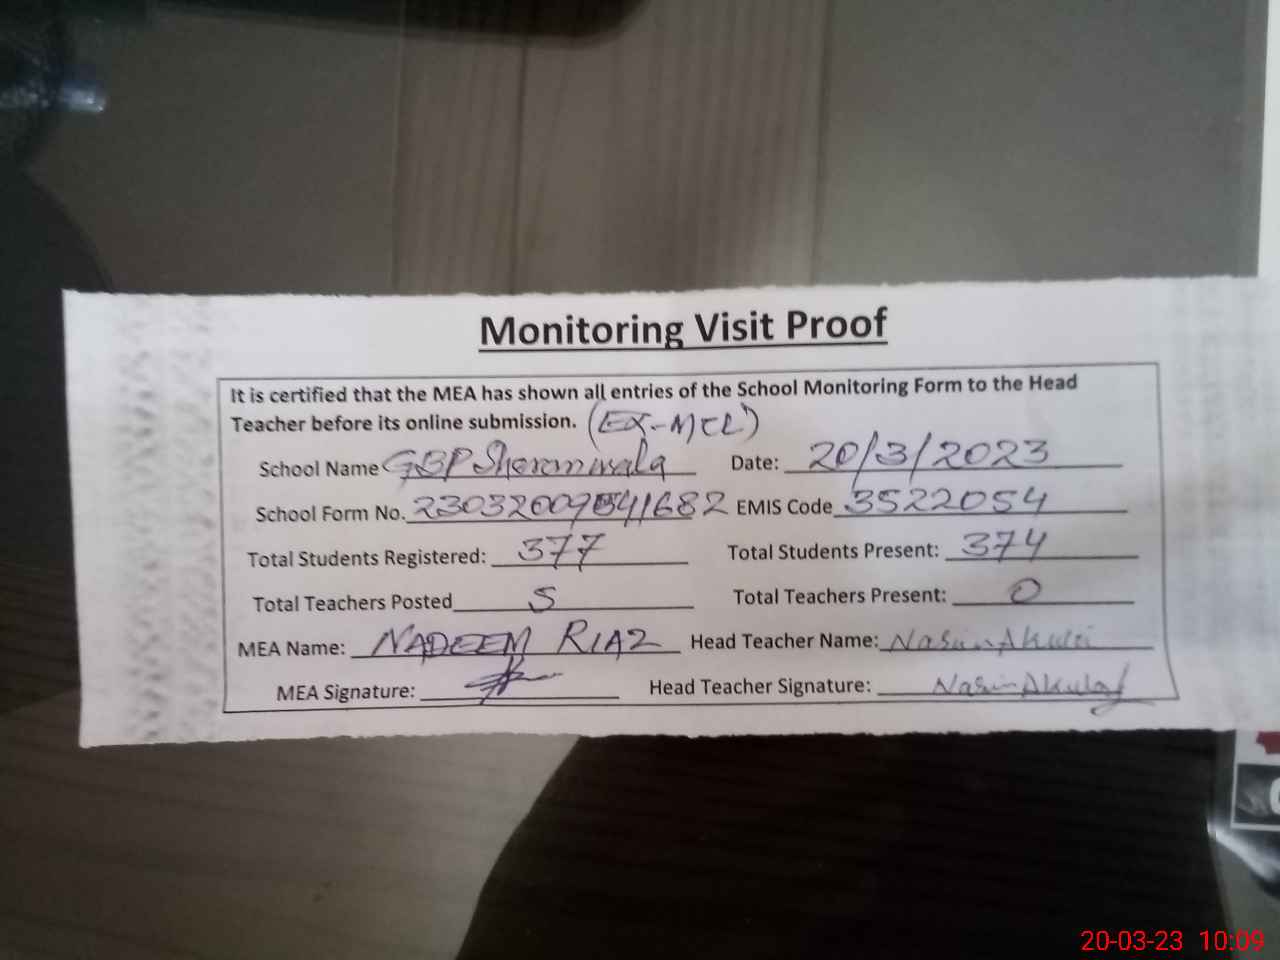 Monitoring Visit Proof
It is certified that the MEA has shown all entries of the School Monitoring Form to the Head
Teacher before its online submission. (EX-MCL)
School Name GBP Sheranwala Date: 20/3/2023
School Form No. EMIS Code 3522054
Total Students Registered: 377 Total Students Present: 374
Total Teachers Posted 5 Total Teachers Present: 0
MEA Name: NADEEM RIAZ Head Teacher Name:
MEA Signature: Head Teacher Signature:
20-03-23 10:09